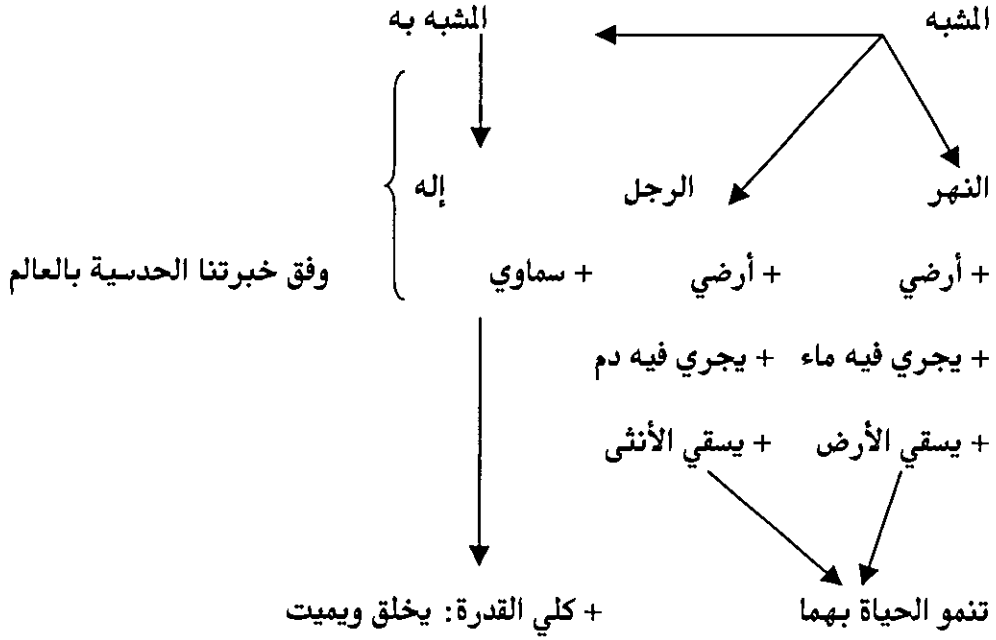 المشبه المشبه به
النهر الرجل إله
+ أرضي + أرضي + سماوي وفق خبرتنا الحدسية بالعالم
+ يجري فيه ماء + يجري فيه دم
+ يسقي الأرض + يسقي الأنثى
تنمو الحياة بهما + كلي القدرة: يخلق ويميت